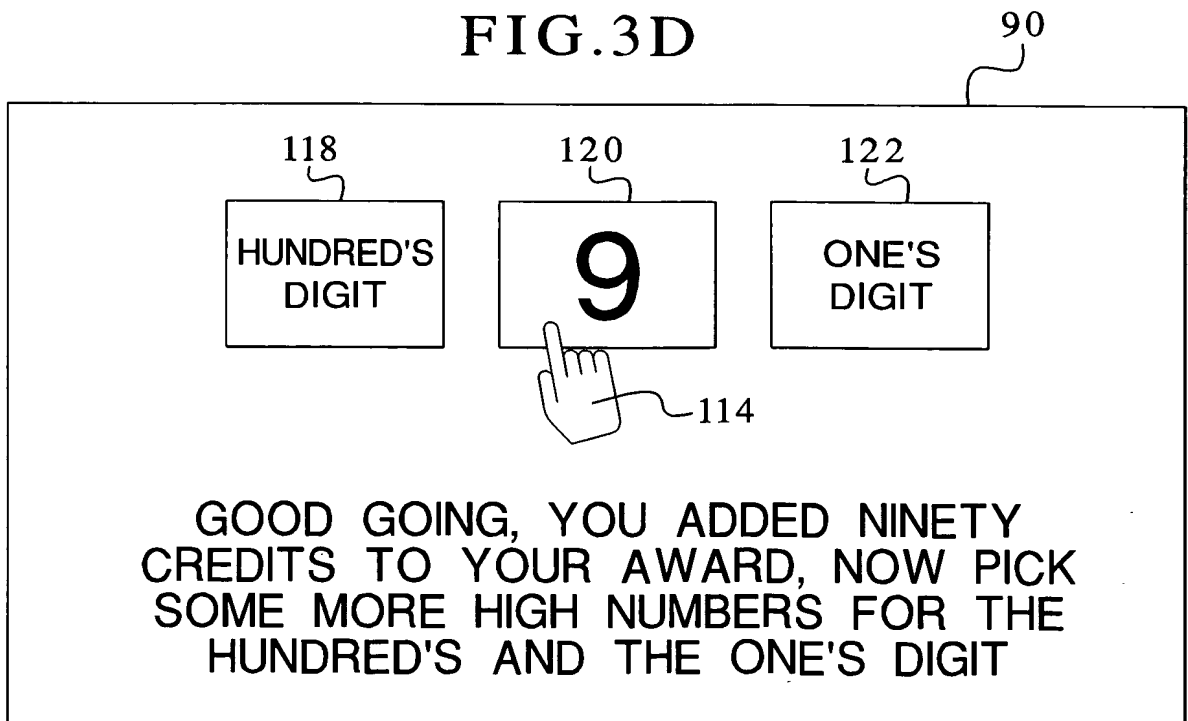 FIG.3D
90
118
120
122
HUNDRED'S
DIGIT
9
ONE'S
DIGIT
114
GOOD GOING, YOU ADDED NINETY
CREDITS TO YOUR AWARD, NOW PICK
SOME MORE HIGH NUMBERS FOR THE
HUNDRED'S AND THE ONE'S DIGIT